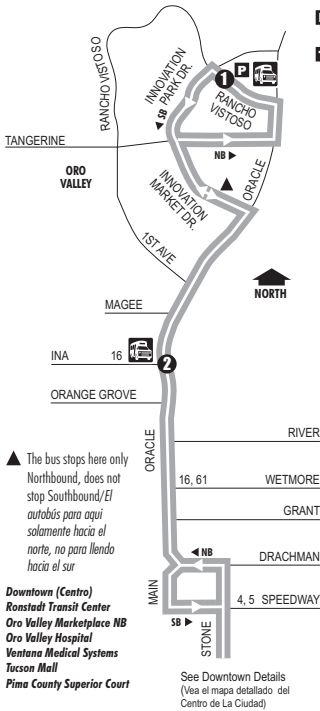 RANCHO VISTOSO
INNOVATION
PARK DR.
◄ SB
1
P
RANCHO
VISTOSO
TANGERINE
NB ►
ORO
VALLEY
INNOVATION
MARKET DR.
ORACLE
1ST AVE
NORTH
MAGEE
INA 16
2
ORANGE GROVE
ORACLE
RIVER
16, 61 WETMORE
GRANT
◄ NB
DRACHMAN
MAIN
4, 5 SPEEDWAY
SB ►
STONE
▲ The bus stops here only
Northbound, does not
stop Southbound/El
autobús para aqui
solamente hacia el
norte, no para llendo
hacia el sur
Downtown (Centro)
Ronstadt Transit Center
Oro Valley Marketplace NB
Oro Valley Hospital
Ventana Medical Systems
Tucson Mall
Pima County Superior Court
See Downtown Details
(Vea el mapa detallado del
Centro de La Ciudad)